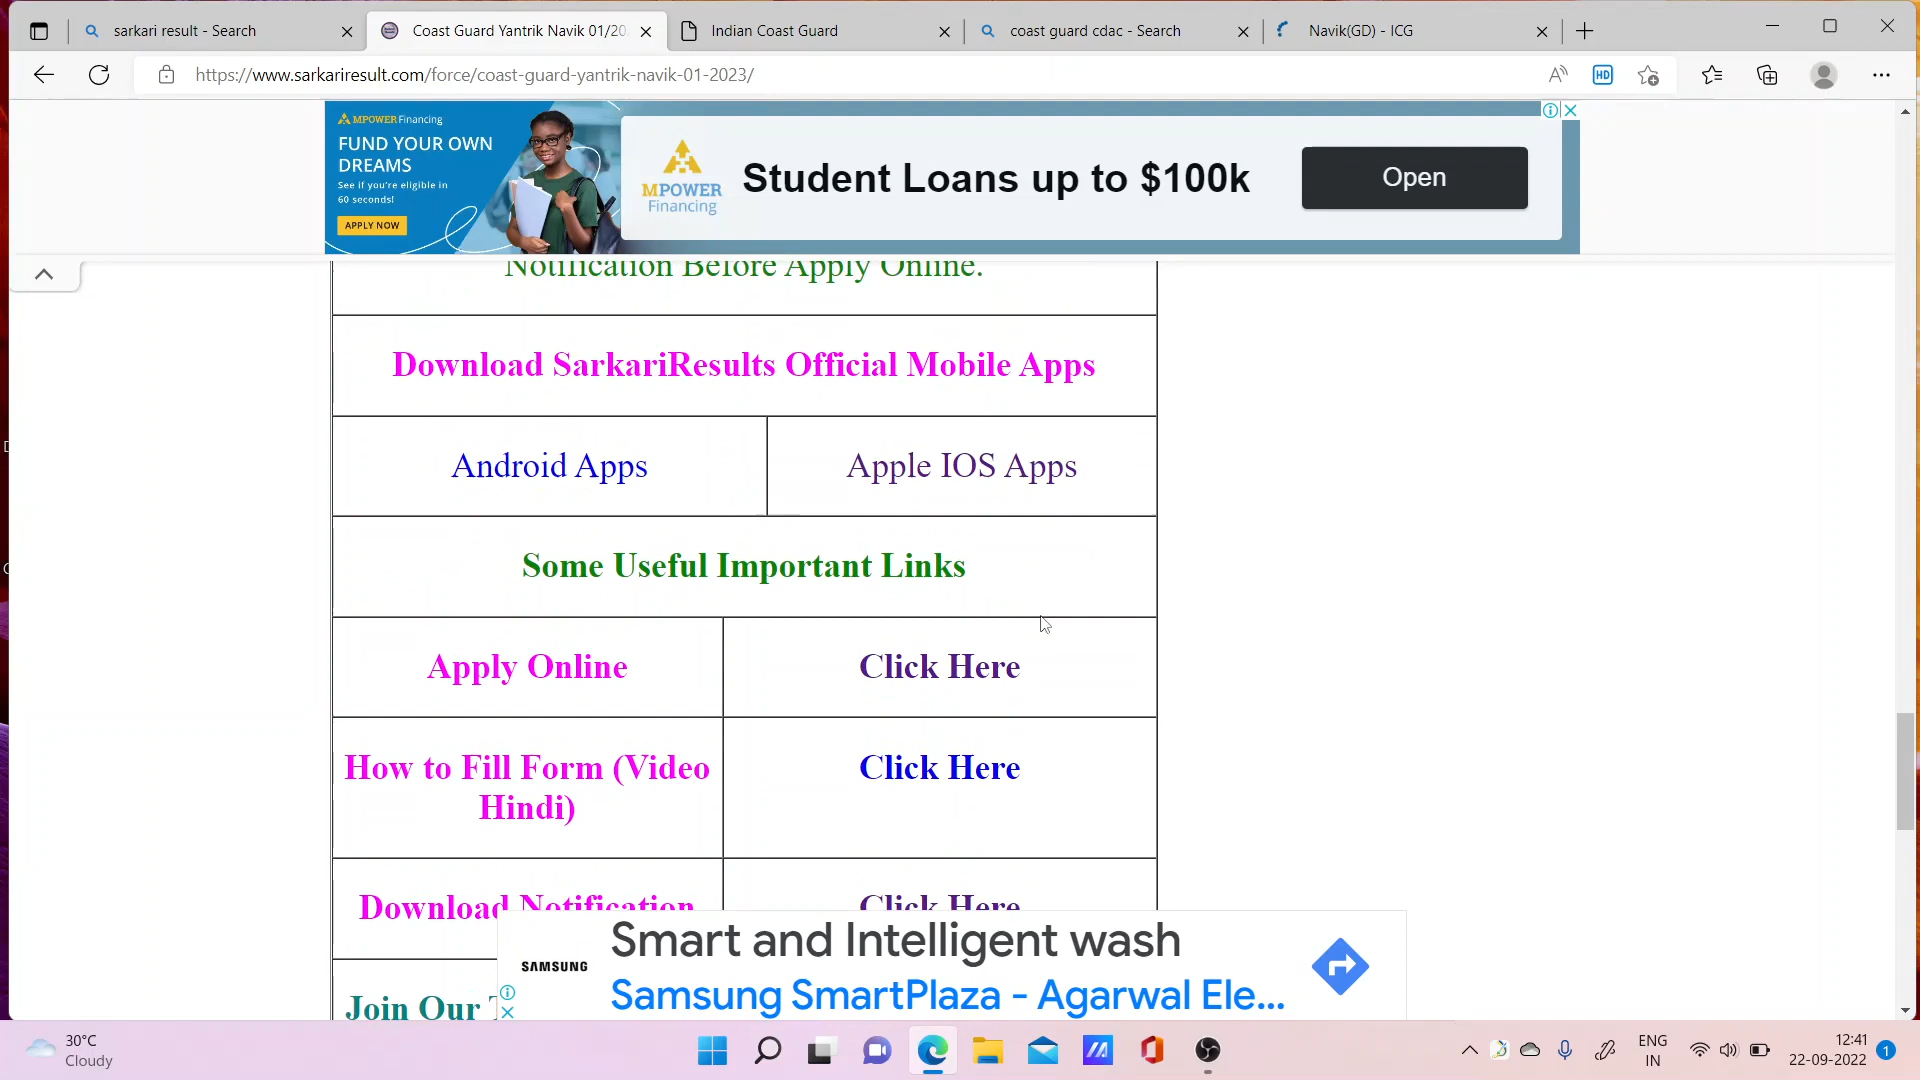 sarkari result - Search
Coast Guard Yantrik Navik 01/20
Indian Coast Guard
coast guard cdac - Search
Navik(GD) - ICG
https://www.sarkariresult.com/force/coast-guard-yantrik-navik-01-2023/
HD
MPOWER Financing
FUND YOUR OWN
DREAMS
See if you're eligible in
60 seconds!
APPLY NOW
MPOWER
Financing
Student Loans up to $100k
Open
Notification Before Apply Online.
Download SarkariResults Official Mobile Apps
Android Apps
Apple IOS Apps
Some Useful Important Links
Apply Online
Click Here
How to Fill Form (Video
Hindi)
Click Here
Download Notification
Click Here
Join Our
SAMSUNG
Smart and Intelligent wash
Samsung SmartPlaza - Agarwal Ele...
30°C
Cloudy
ENG
IN
12:41
22-09-2022
1